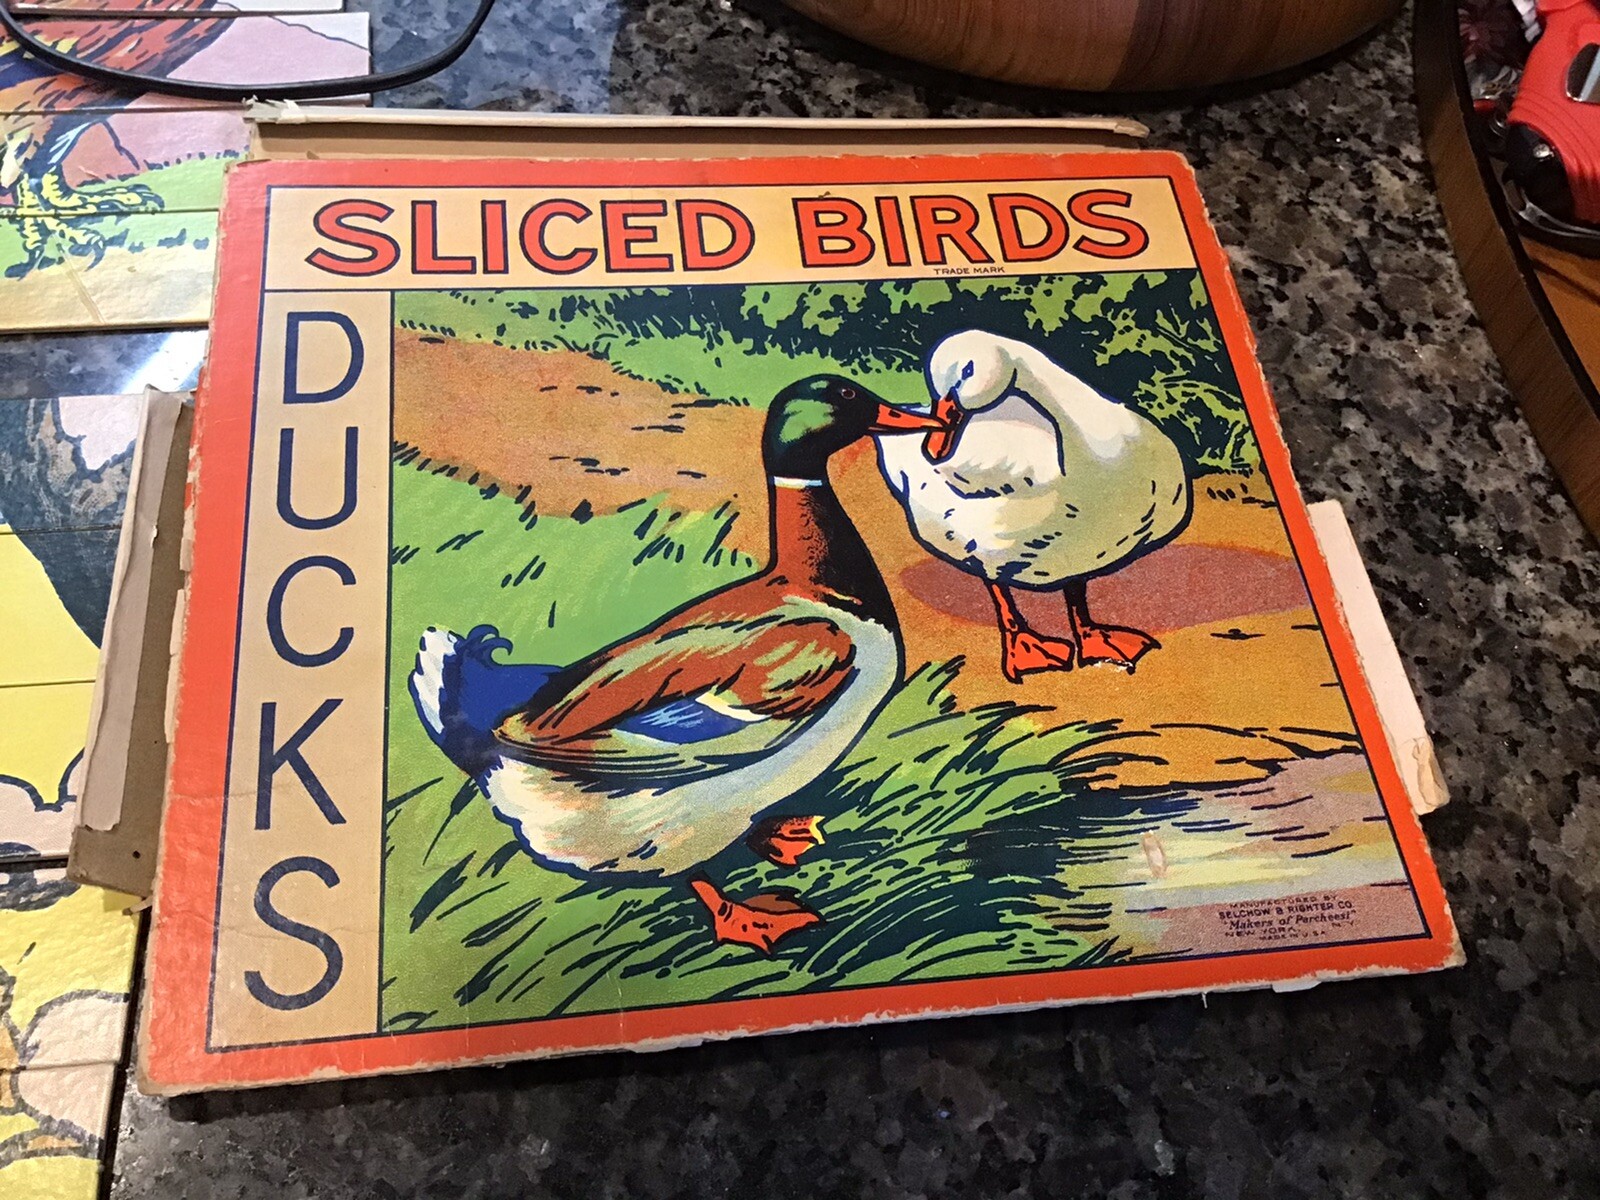 SLICED BIRDS
TRADE MARK
DUCKS
MANUFACTURED BY
SELCHOW & RIGHTER CO.
"Makers of Parcheesi"
NEW YORK, N.Y.
MADE IN U.S.A.